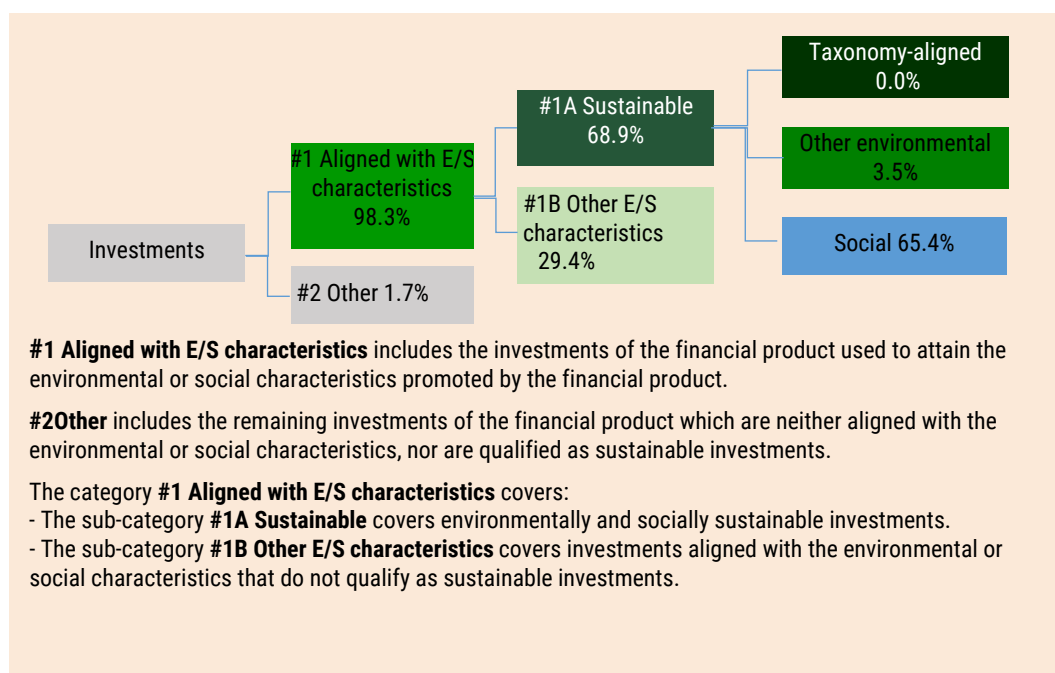 Investments
#1 Aligned with E/S
characteristics
98.3%
#2 Other 1.7%
#1A Sustainable
68.9%
#1B Other E/S
characteristics
29.4%
Taxonomy-aligned
0.0%
Other environmental
3.5%
Social 65.4%
#1 Aligned with E/S characteristics includes the investments of the financial product used to attain the
environmental or social characteristics promoted by the financial product.
#2Other includes the remaining investments of the financial product which are neither aligned with the
environmental or social characteristics, nor are qualified as sustainable investments.
The category #1 Aligned with E/S characteristics covers:
- The sub-category #1A Sustainable covers environmentally and socially sustainable investments.
- The sub-category #1B Other E/S characteristics covers investments aligned with the environmental or
social characteristics that do not qualify as sustainable investments.